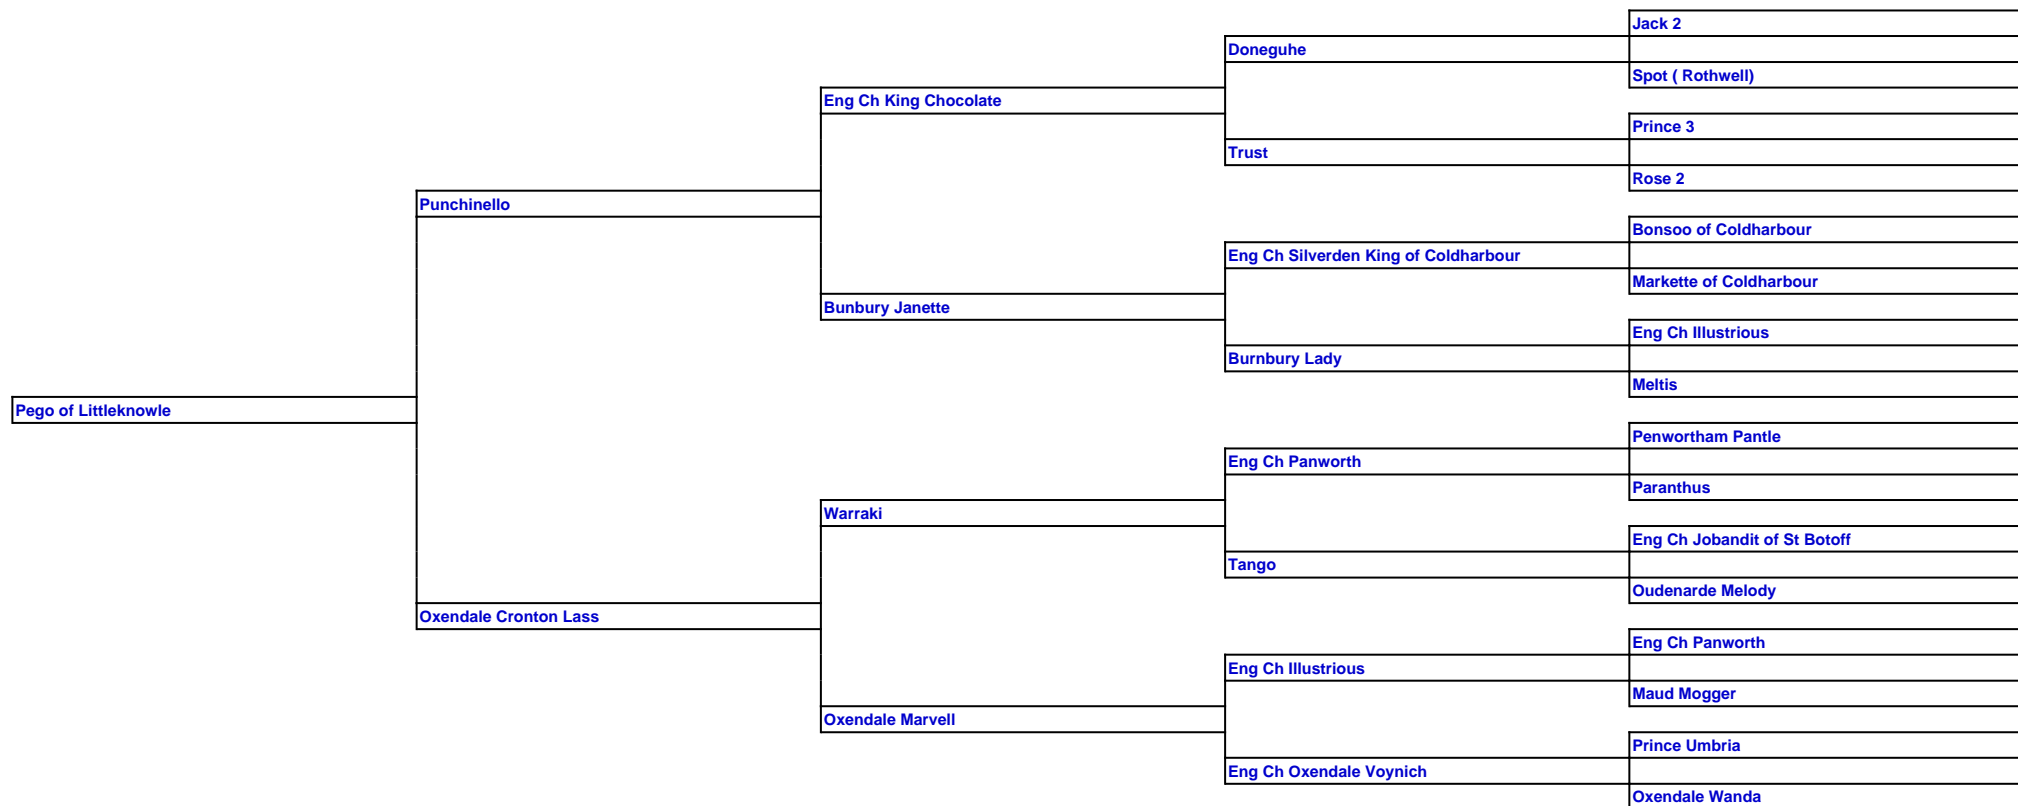 Jack 2
Doneguhe
Spot ( Rothwell)
Eng Ch King Chocolate
Prince 3
Trust
Rose 2
Punchinello
Bonsoo of Coldharbour
Eng Ch Silverden King of Coldharbour
Markette of Coldharbour
Bunbury Janette
Eng Ch Illustrious
Burnbury Lady
Meltis
Pego of Littleknowle
Penwortham Pantle
Eng Ch Panworth
Paranthus
Warraki
Eng Ch Jobandit of St Botoff
Tango
Oudenarde Melody
Oxendale Cronton Lass
Eng Ch Panworth
Eng Ch Illustrious
Maud Mogger
Oxendale Marvell
Prince Umbria
Eng Ch Oxendale Voynich
Oxendale Wanda